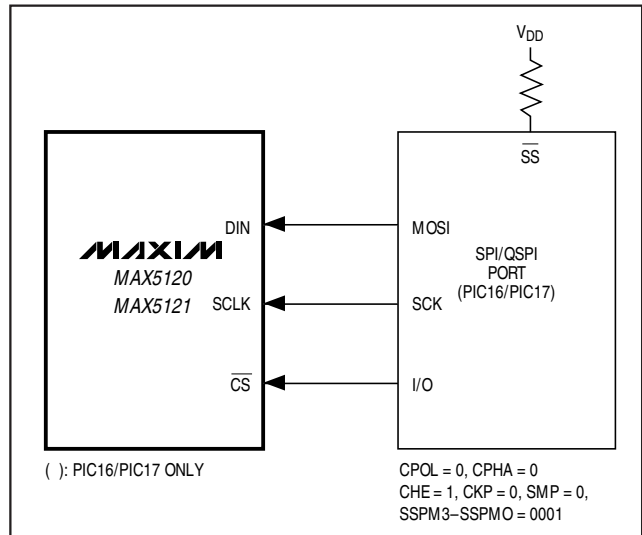 VDD
SS
DIN
MAXIM
MAX5120
MAX5121
SCLK
CS
MOSI
SPI/QSPI
PORT
(PIC16/PIC17)
SCK
I/O
( ): PIC16/PIC17 ONLY
CPOL = 0, CPHA = 0
CHE = 1, CKP = 0, SMP = 0,
SSPM3–SSPMO = 0001